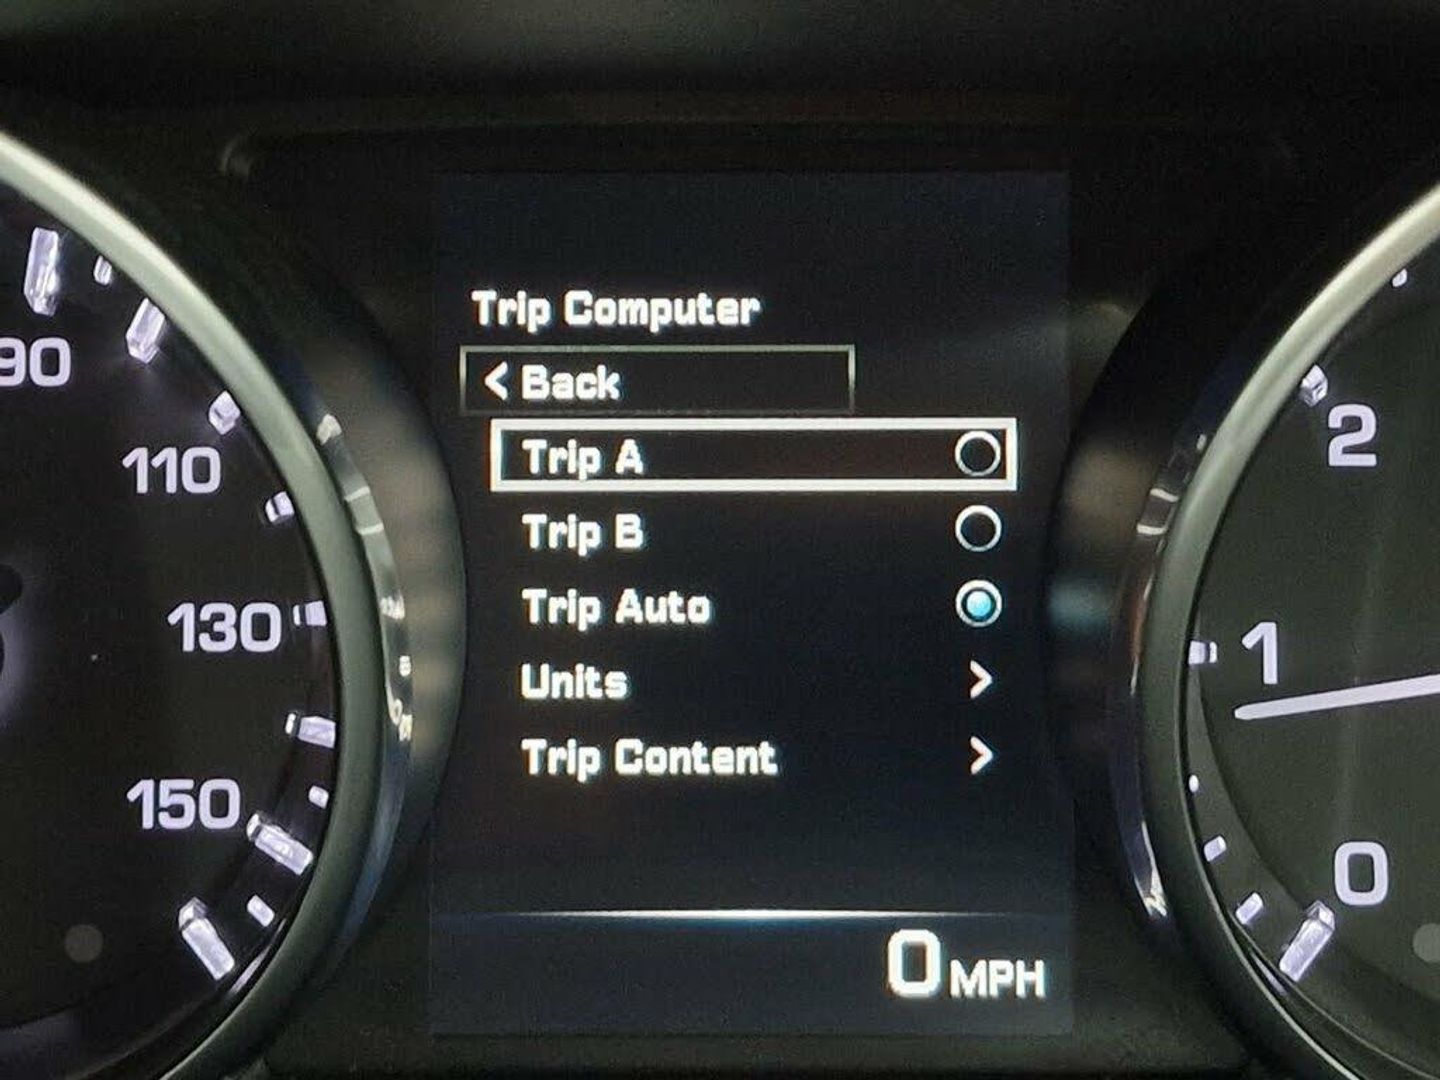 Trip Computer
< Back
Trip A
Trip B
Trip Auto
Units >
Trip Content >
0 MPH
90
110
130
150
2
1
0